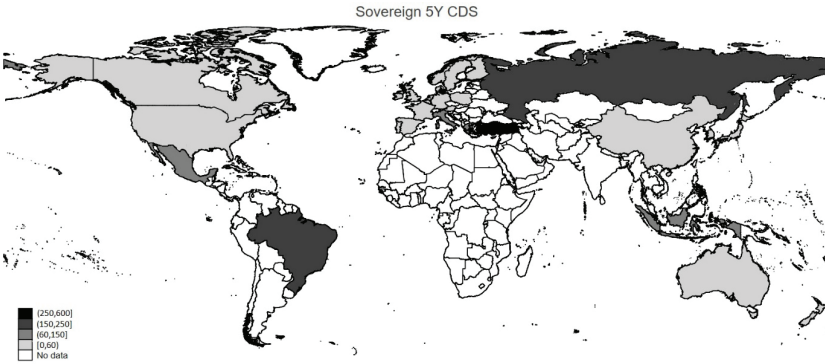 Sovereign 5Y CDS
(250,600]
(150,250]
(60,150]
[0,60]
No data